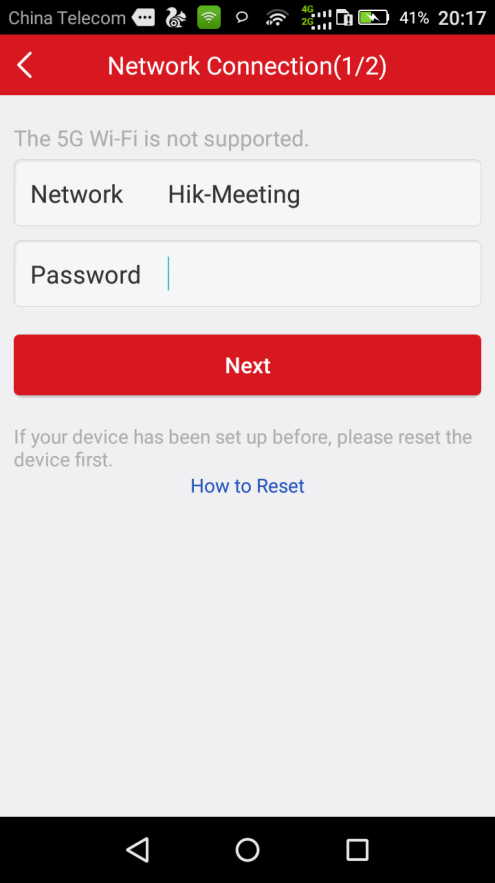 China Telecom 4G 2G 41% 20:17
Network Connection(1/2)
The 5G Wi-Fi is not supported.
Network Hik-Meeting
Password
Next
If your device has been set up before, please reset the
device first.
How to Reset